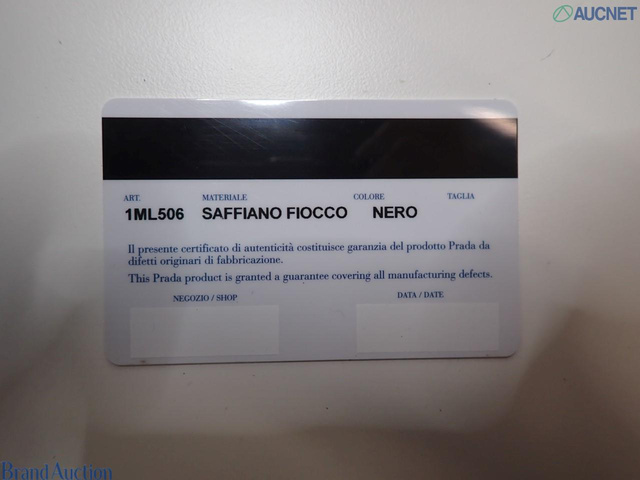 AUCNET
ART. MATERIALE COLORE TAGLIA
1ML506 SAFFIANO FIOCCO NERO
Il presente certificato di autenticità costituisce garanzia del prodotto Prada da
difetti originari di fabbricazione.
This Prada product is granted a guarantee covering all manufacturing defects.
NEGOZIO / SHOP DATA / DATE
BrandAuction